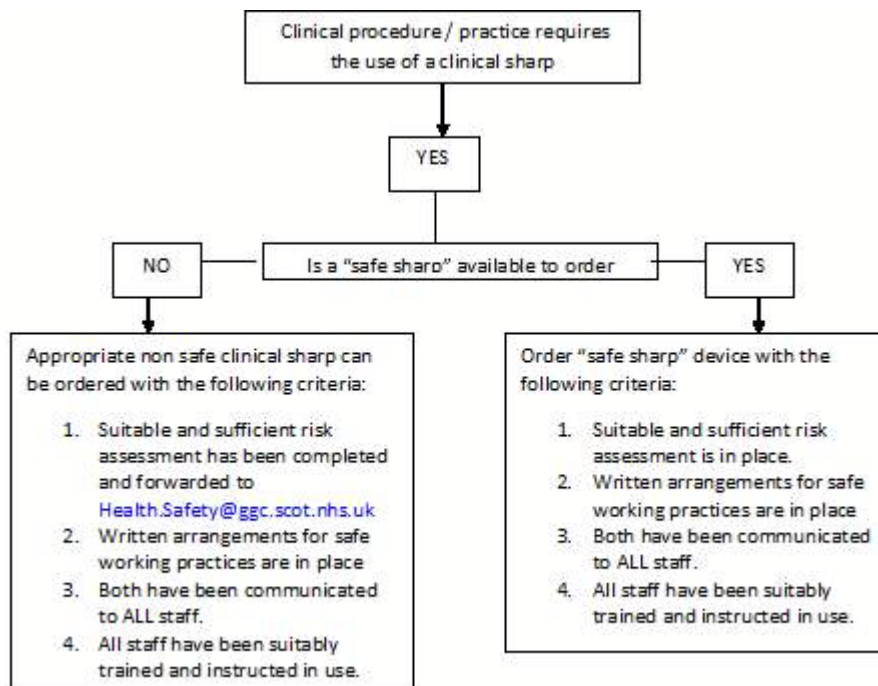 Clinical procedure / practice requires
the use of a clinical sharp
YES
NO
Is a “safe sharp” available to order
YES
Appropriate non safe clinical sharp can
be ordered with the following criteria:
1. Suitable and sufficient risk
assessment has been completed
and forwarded to
Health.Safety@ggc.scot.nhs.uk
2. Written arrangements for safe
working practices are in place
3. Both have been communicated
to ALL staff.
4. All staff have been suitably
trained and instructed in use.
Order “safe sharp” device with the
following criteria:
1. Suitable and sufficient risk
assessment is in place.
2. Written arrangements for safe
working practices are in place
3. Both have been communicated
to ALL staff.
4. All staff have been suitably
trained and instructed in use.